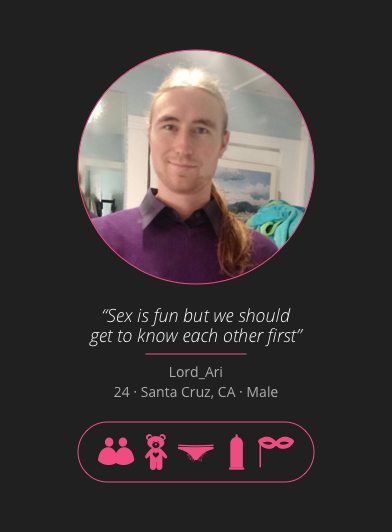 “Sex is fun but we should
get to know each other first”
Lord_Ari
24 · Santa Cruz, CA · Male